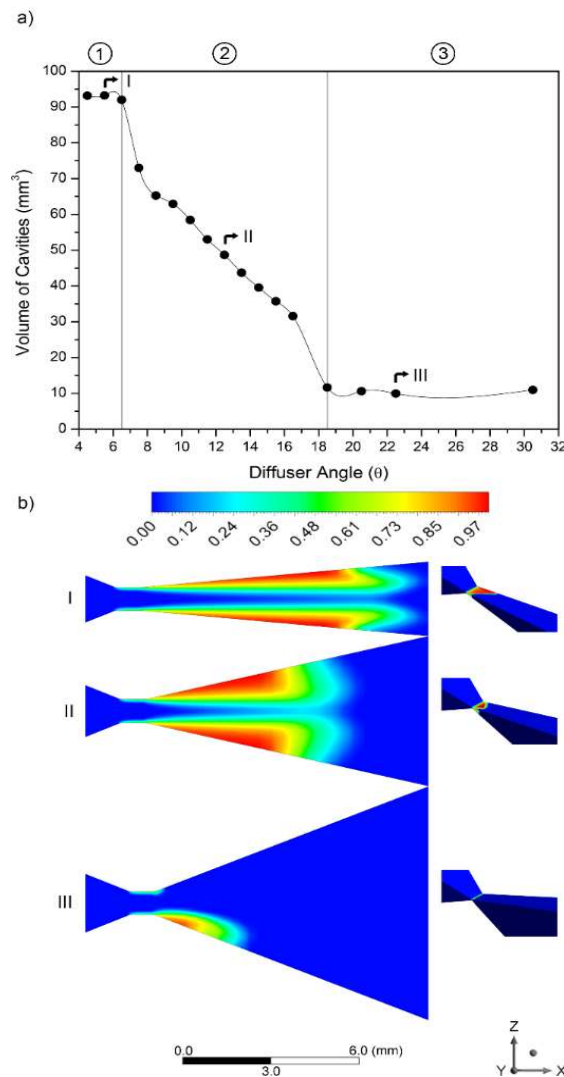 a)
1 2 3
100
90
80
70
60
50
40
30
20
10
0
I
II
III
Volume of Cavities (mm³)
4 6 8 10 12 14 16 18 20 22 24 26 28 30 32
Diffuser Angle (θ)
b)
0.00 0.12 0.24 0.36 0.48 0.61 0.73 0.85 0.97
I
II
III
0.0 6.0 (mm)
3.0
Z
Y X